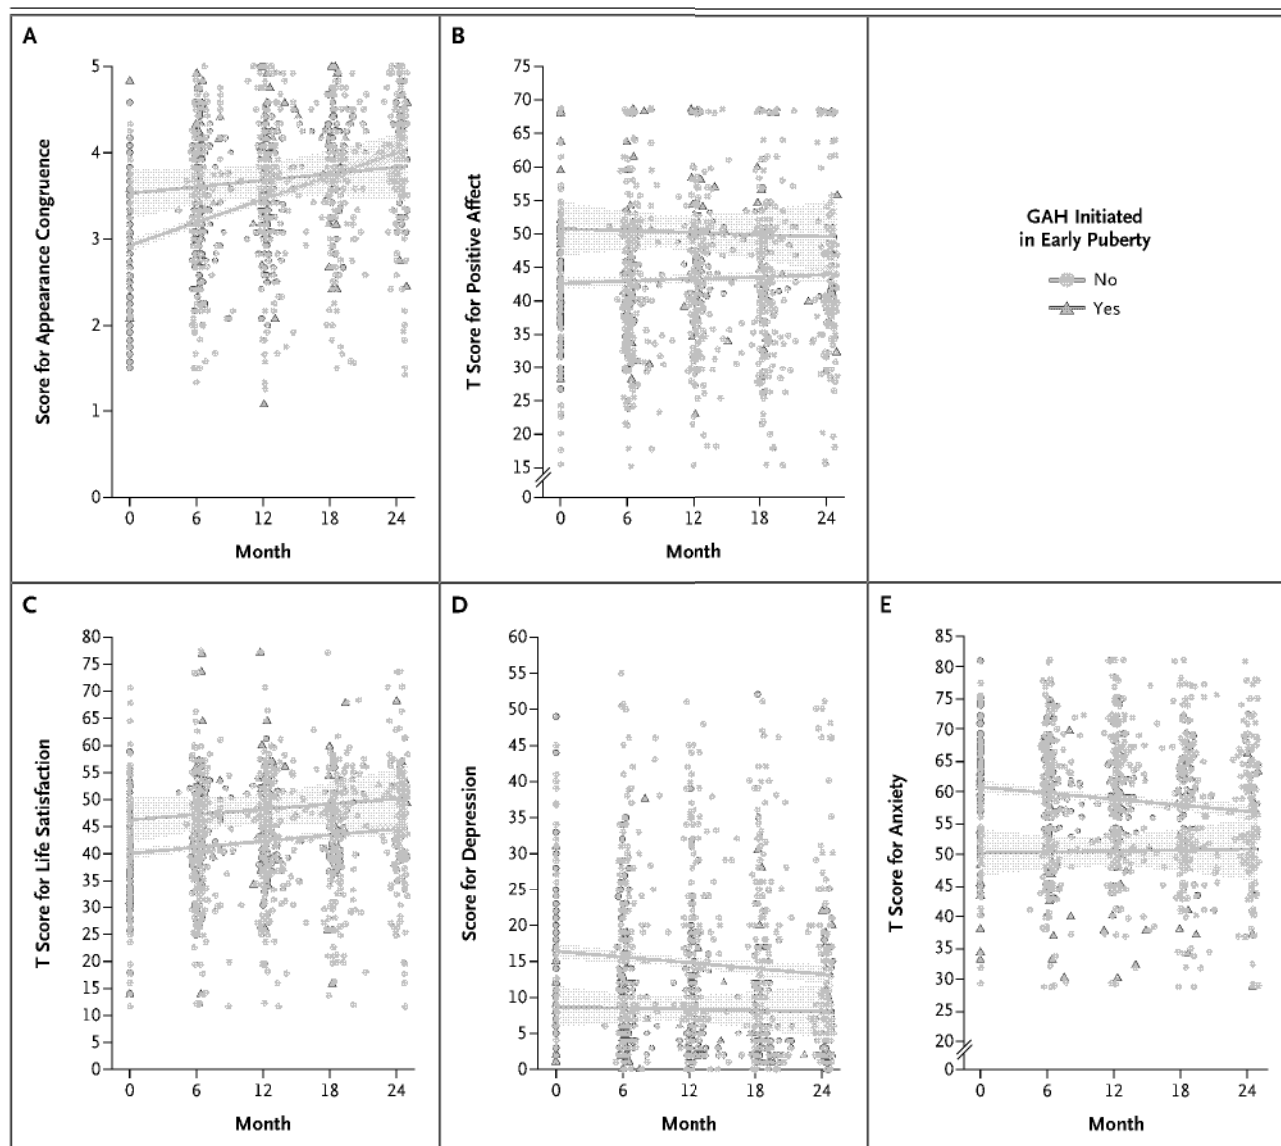 A
Score for Appearance Congruence
5
4
3
2
1
0
0 6 12 18 24
Month
B
T Score for Positive Affect
75
70
65
60
55
50
45
40
35
30
25
20
15
0
0 6 12 18 24
Month
GAH Initiated
in Early Puberty
No
Yes
C
T Score for Life Satisfaction
80
75
70
65
60
55
50
45
40
35
30
25
20
15
10
5
0
0 6 12 18 24
Month
D
Score for Depression
60
55
50
45
40
35
30
25
20
15
10
5
0
0 6 12 18 24
Month
E
T Score for Anxiety
85
80
75
70
65
60
55
50
45
40
35
30
25
20
0
0 6 12 18 24
Month